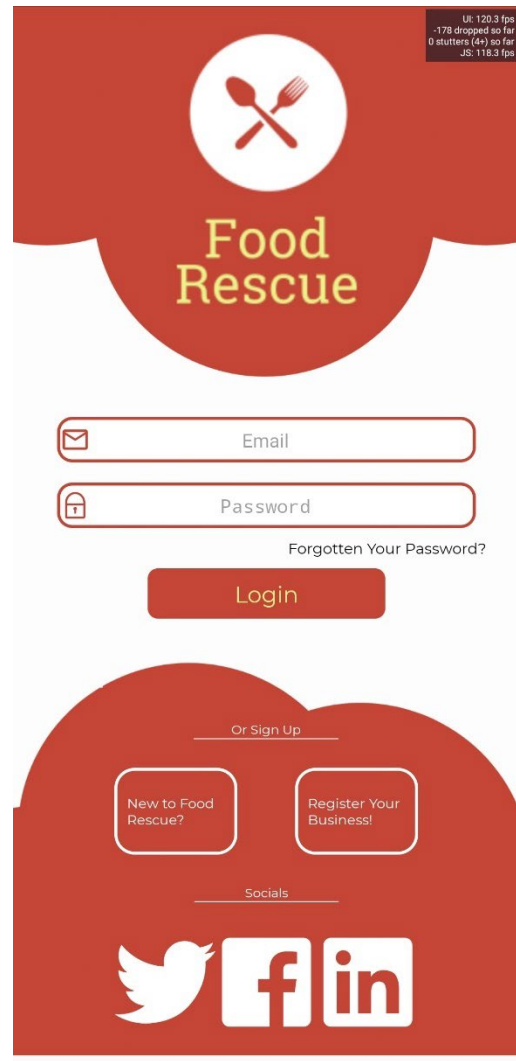 UI: 120.3 fps
-178 dropped so far
0 stutters (4+) so far
JS: 118.3 fps
Food
Rescue
Email
Password
Forgotten Your Password?
Login
Or Sign Up
New to Food
Rescue?
Register Your
Business!
Socials
f
in